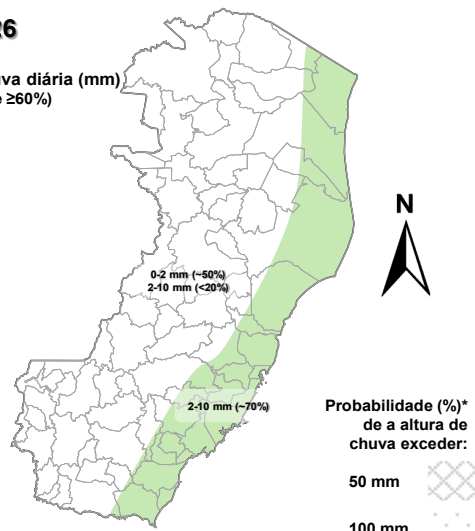 26
uva diária (mm)
e ≥60%)
N
0-2 mm (~50%)
2-10 mm (<20%)
2-10 mm (~70%)
Probabilidade (%)*
de a altura de
chuva exceder:
50 mm
100 mm